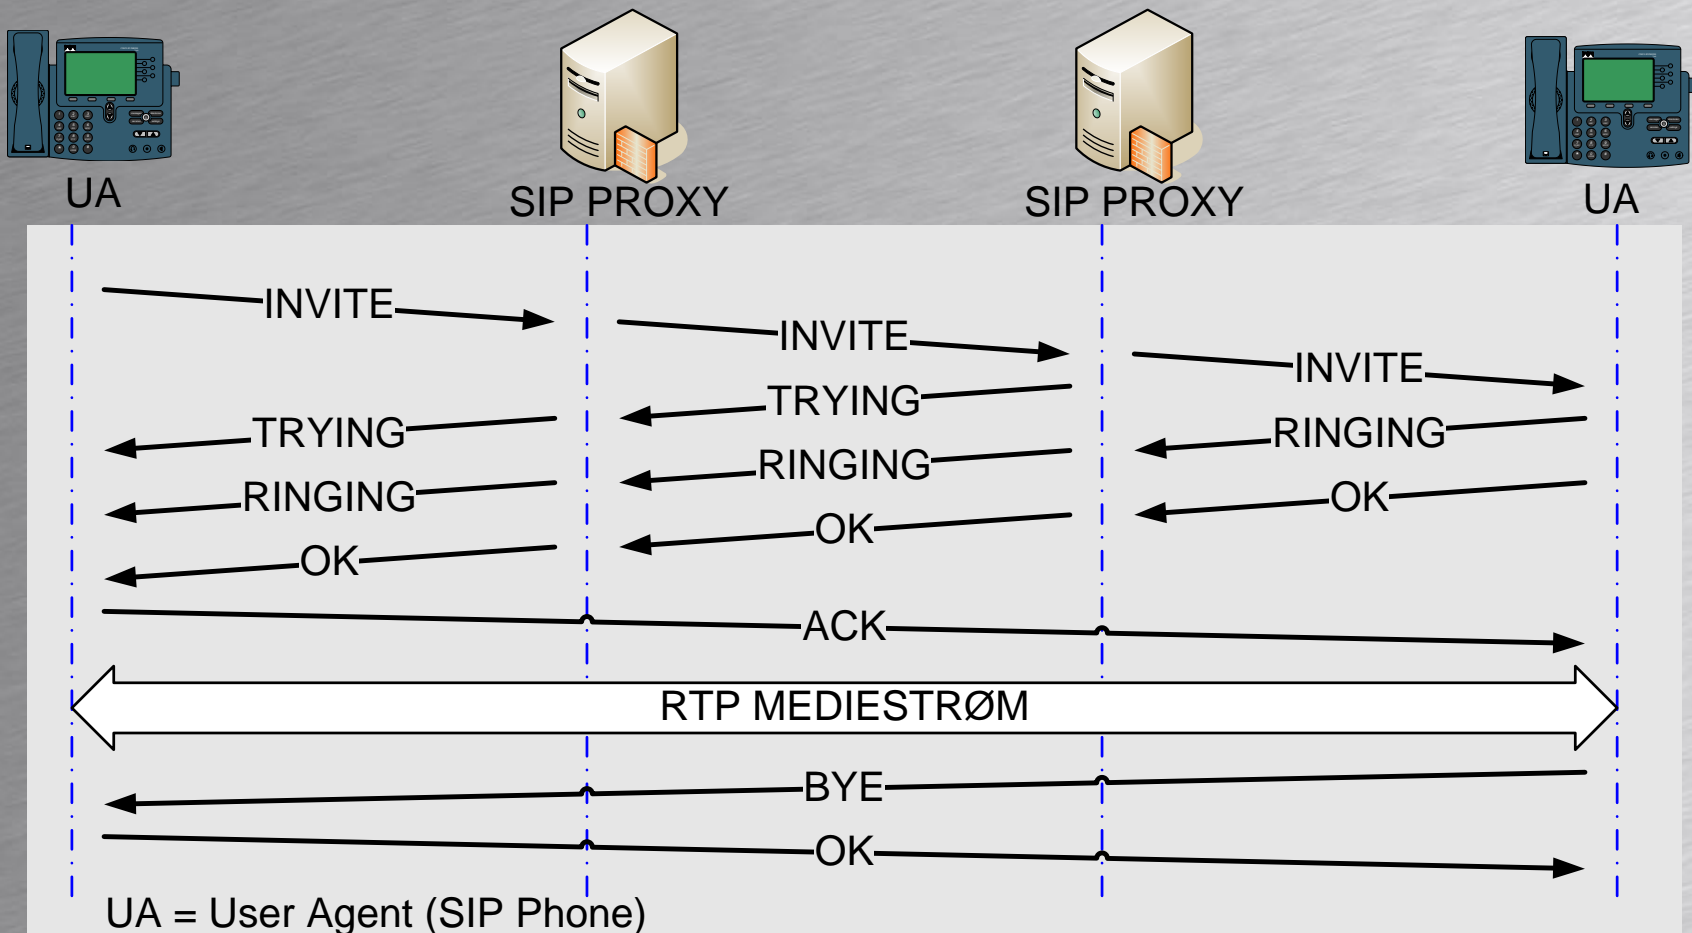 UA
SIP PROXY
SIP PROXY
UA
INVITE
INVITE
INVITE
TRYING
TRYING
RINGING
RINGING
RINGING
OK
OK
OK
ACK
RTP MEDIESTRØM
BYE
OK
UA = User Agent (SIP Phone)